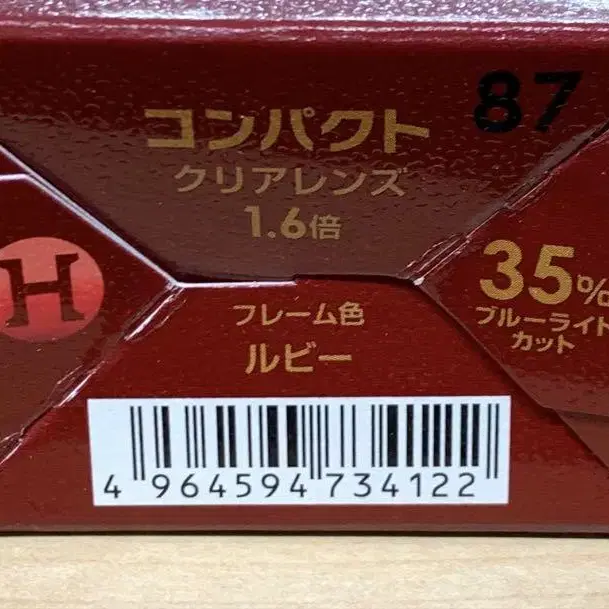 87
コンパクト
クリアレンズ
1.6倍
H
35%
ブルーライト
カット
フレーム色
ルビー
4 964594 734122